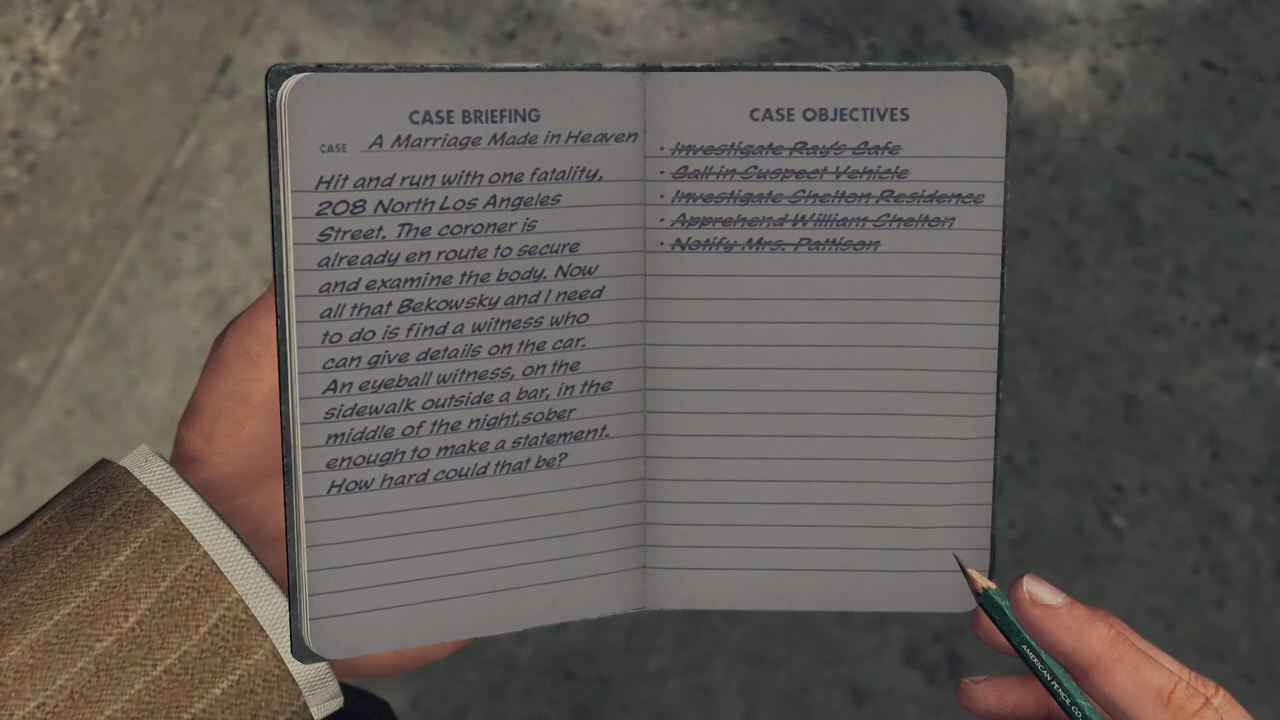 CASE BRIEFING
CASE A Marriage Made in Heaven
Hit and run with one fatality,
208 North Los Angeles
Street. The coroner is
already en route to secure
and examine the body. Now
all that Bekowsky and I need
to do is find a witness who
can give details on the car.
An eyeball witness, on the
sidewalk outside a bar, in the
middle of the night,sober
enough to make a statement.
How hard could that be?
CASE OBJECTIVES
· Investigate Ray's Cafe
· Call in Suspect Vehicle
· Investigate Shelton Residence
· Apprehend William Shelton
· Notify Mrs. Pattison
AMERICAN PENCIL CO.